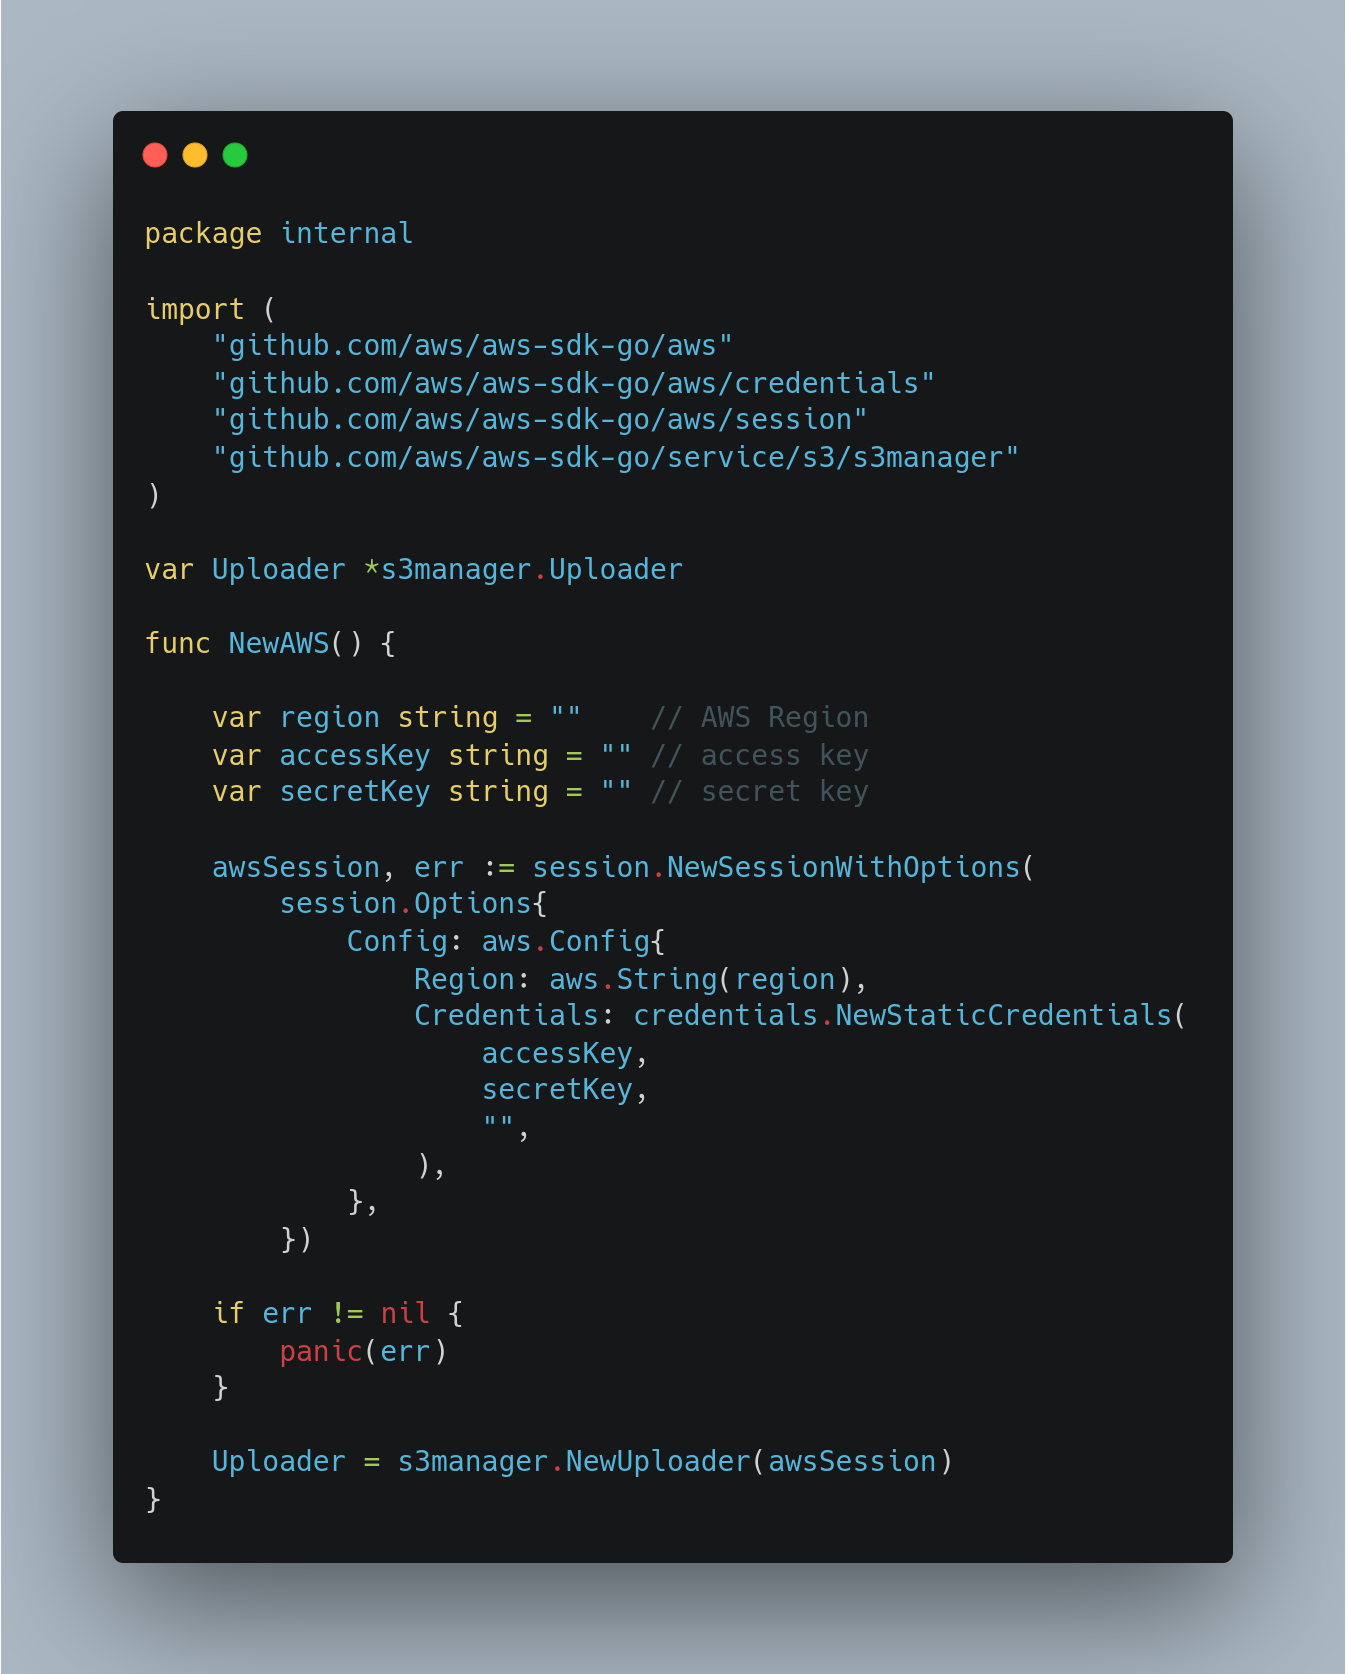 package internal

import (
    "github.com/aws/aws-sdk-go/aws"
    "github.com/aws/aws-sdk-go/aws/credentials"
    "github.com/aws/aws-sdk-go/aws/session"
    "github.com/aws/aws-sdk-go/service/s3/s3manager"
)

var Uploader *s3manager.Uploader

func NewAWS() {

    var region string = ""    // AWS Region
    var accessKey string = "" // access key
    var secretKey string = "" // secret key

    awsSession, err := session.NewSessionWithOptions(
        session.Options{
            Config: aws.Config{
                Region: aws.String(region),
                Credentials: credentials.NewStaticCredentials(
                    accessKey,
                    secretKey,
                    "",
                ),
            },
        })

    if err != nil {
        panic(err)
    }

    Uploader = s3manager.NewUploader(awsSession)
}